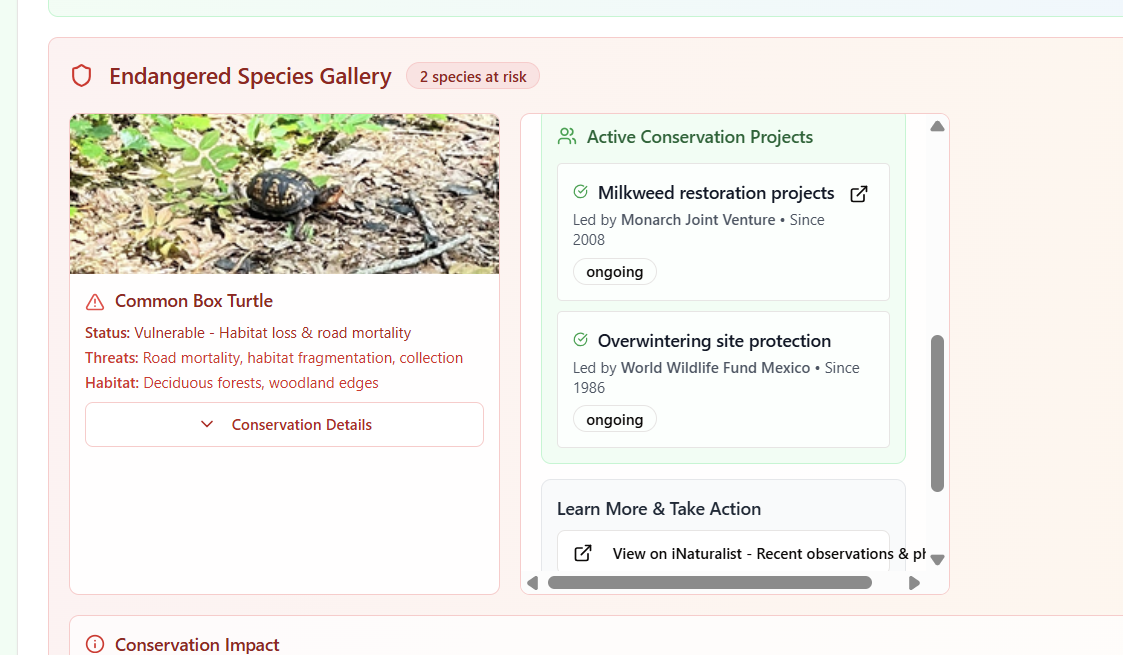 Endangered Species Gallery
2 species at risk
Common Box Turtle
Status: Vulnerable - Habitat loss & road mortality
Threats: Road mortality, habitat fragmentation, collection
Habitat: Deciduous forests, woodland edges
Conservation Details
Active Conservation Projects
Milkweed restoration projects
Led by Monarch Joint Venture • Since
2008
ongoing
Overwintering site protection
Led by World Wildlife Fund Mexico • Since
1986
ongoing
Learn More & Take Action
View on iNaturalist - Recent observations &
Conservation Impact